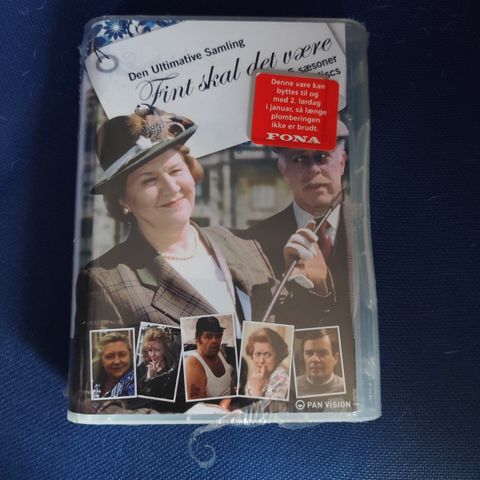 Den Ultimative Samling
Fint skal det være
5 sæsoner
discs
Denne vare kan
byttes til og
med 2. lørdag
i januar, så længe
plomberingen
ikke er brudt.
FONA
PAN VISION